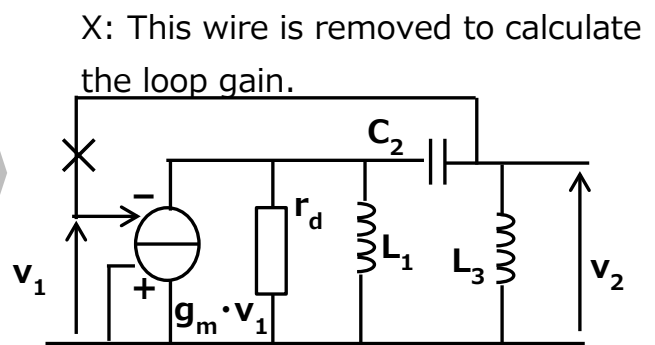 X: This wire is removed to calculate
the loop gain.
C2
−
rd
L1
L3
v1
v2
+
gm·v1